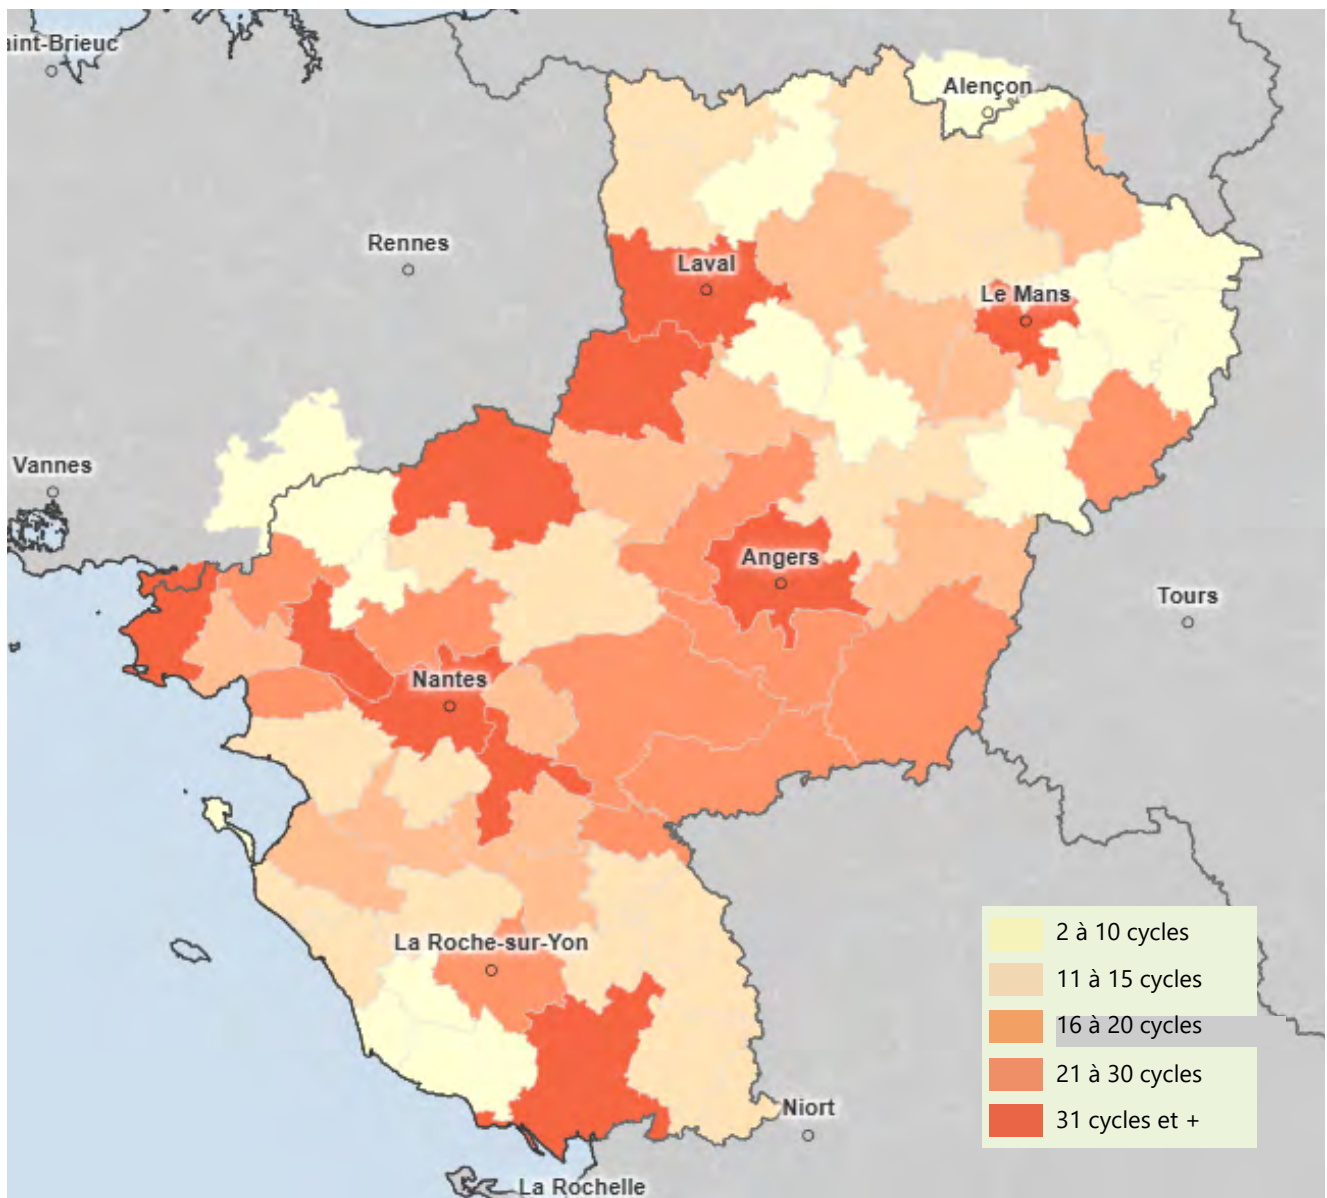 aint-Brieuc
Alençon
Rennes
Laval
Le Mans
Vannes
Angers
Tours
Nantes
La Roche-sur-Yon
2 à 10 cycles
11 à 15 cycles
16 à 20 cycles
21 à 30 cycles
31 cycles et +
Niort
La Rochelle